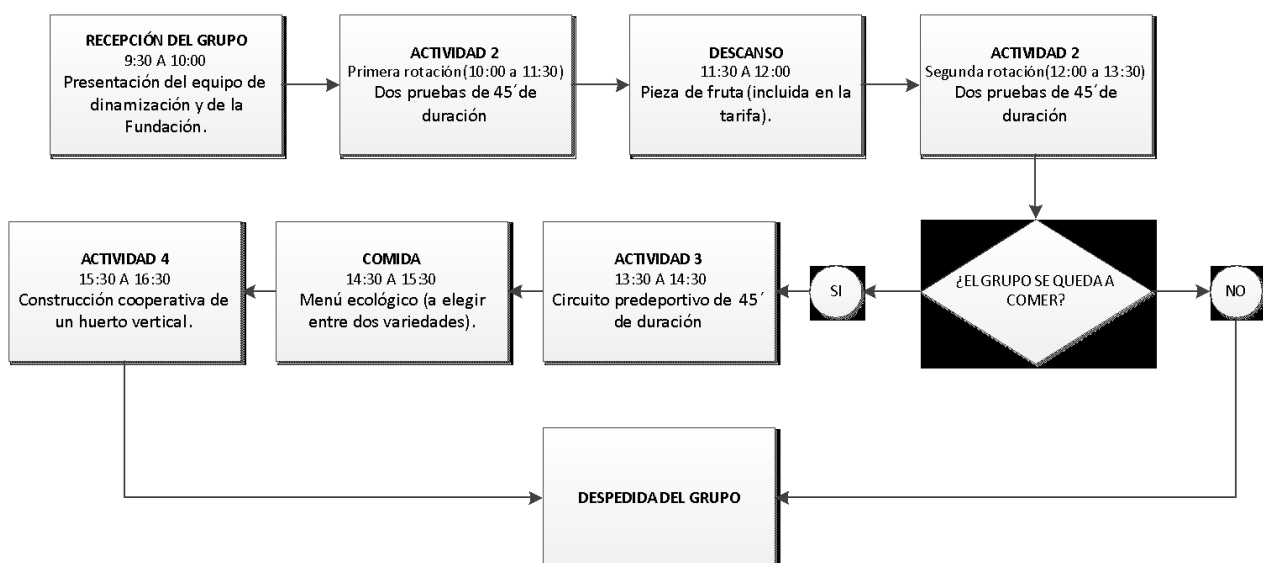 RECEPCIÓN DEL GRUPO
9:30 A 10:00
Presentación del equipo de
dinamización y de la
Fundación.
ACTIVIDAD 2
Primera rotación(10:00 a 11:30)
Dos pruebas de 45´de
duración
DESCANSO
11:30 A 12:00
Pieza de fruta (incluida en la
tarifa).
ACTIVIDAD 2
Segunda rotación(12:00 a 13:30)
Dos pruebas de 45´de
duración
¿EL GRUPO SE QUEDA A
COMER?
NO
SI
ACTIVIDAD 3
13:30 A 14:30
Circuito predeportivo de 45´
de duración
COMIDA
14:30 A 15:30
Menú ecológico (a elegir
entre dos variedades).
ACTIVIDAD 4
15:30 A 16:30
Construcción cooperativa de
un huerto vertical.
DESPEDIDA DEL GRUPO